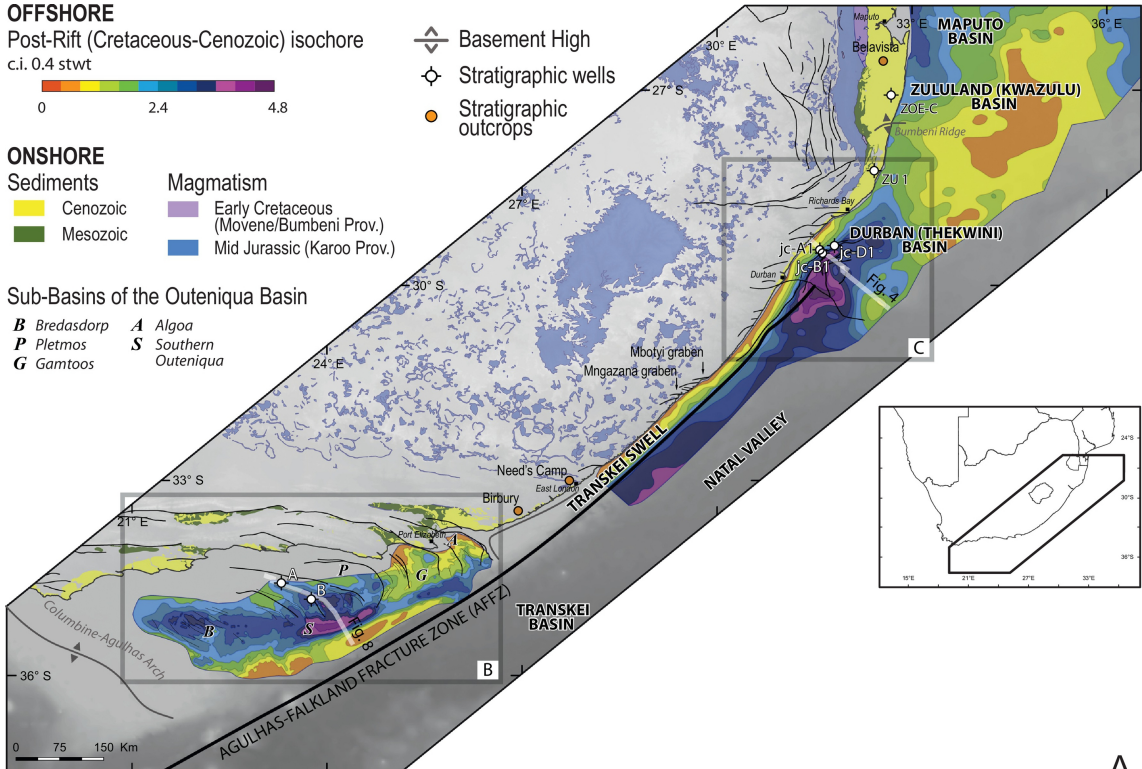 OFFSHORE
Post-Rift (Cretaceous-Cenozoic) isochore
c.i. 0.4 stwt
0 2.4 4.8
Basement High
Stratigraphic wells
Stratigraphic
outcrops
ONSHORE
Sediments
Cenozoic
Mesozoic
Magmatism
Early Cretaceous
(Movene/Bumbeni Prov.)
Mid Jurassic (Karoo Prov.)
Sub-Basins of the Outeniqua Basin
B Bredasdorp
P Pletmos
G Gamtoos
A Algoa
S Southern
Outeniqua
Maputo
33° E
MAPUTO
BASIN
36° E
30° E
Belavista
27° S
ZULULAND (KWAZULU)
BASIN
ZOE-C
Bumbeni Ridge
ZU 1
27° E
Richards Bay
DURBAN (THEKWINI)
BASIN
jc-A1
jc-D1
jc-B1
Durban
Fig. 4
30° S
C
Mbotyi graben
Mngazana graben
24° E
TRANSKEI SWELL
NATAL VALLEY
Need's Camp
East London
33° S
Birbury
21° E
Port Elizabeth
A
P
G
A
B
B
S
Fig. 8
TRANSKEI
BASIN
Columbine-Agulhas Arch
B
36° S
AGULHAS-FALKLAND FRACTURE ZONE (AFFZ)
0 75 150 Km
24°S
30°S
36°S
15°E 21°E 27°E 33°E
A